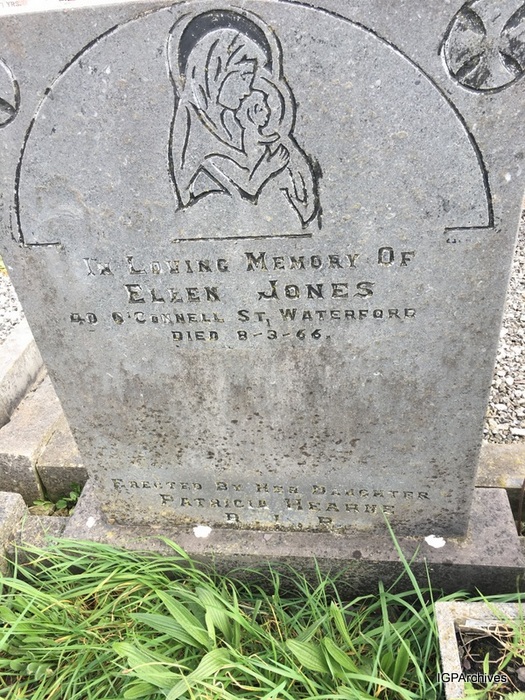 In Loving Memory Of
Ellen Jones
40 O'Connell St, Waterford
Died 8-3-66.
Erected By Her Daughter
Patricia Hearne
R.I.P.
IGPArchives